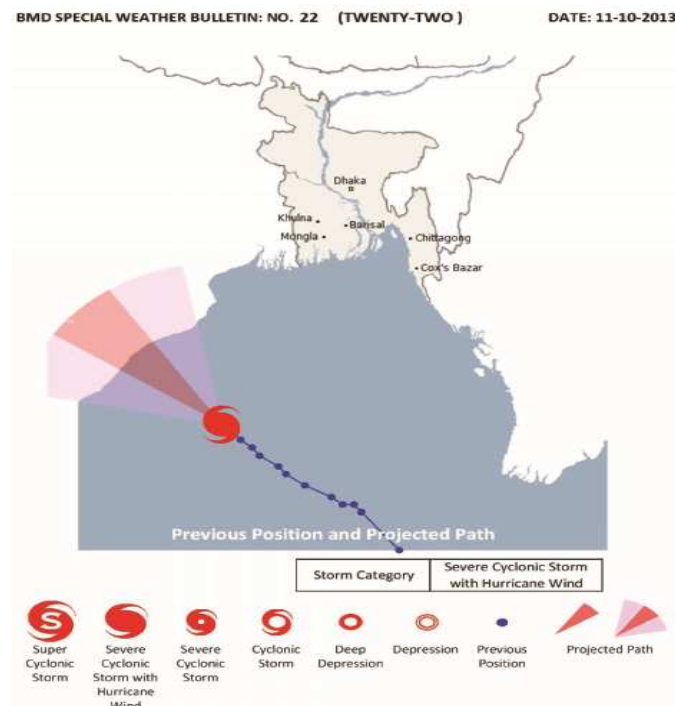 BMD SPECIAL WEATHER BULLETIN: NO. 22 (TWENTY-TWO ) DATE: 11-10-2013
Dhaka
Khulna
Barisal
Mongla
Chittagong
Cox's Bazar
Previous Position and Projected Path
Storm Category
Severe Cyclonic Storm
with Hurricane Wind
S
Super
Cyclonic
Storm
Severe
Cyclonic
Storm with
Hurricane
Wind
Severe
Cyclonic
Storm
Cyclonic
Storm
Deep
Depression
Depression
Previous
Position
Projected Path